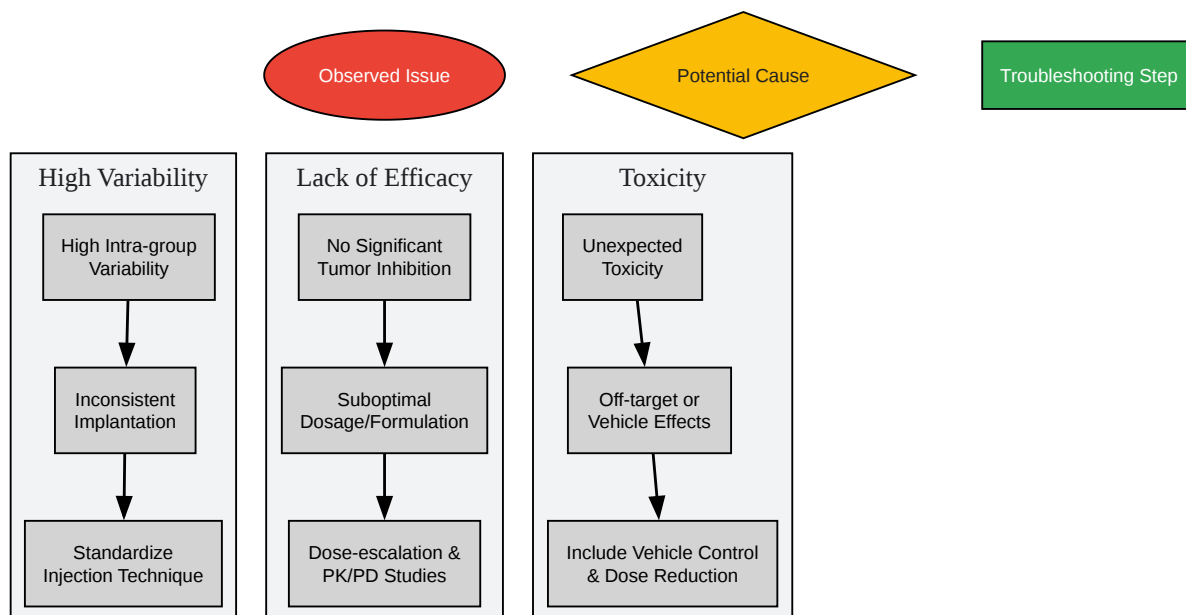 Observed Issue
Potential Cause
Troubleshooting Step
High Variability
High Intra-group
Variability
Inconsistent
Implantation
Standardize
Injection Technique
Lack of Efficacy
No Significant
Tumor Inhibition
Suboptimal
Dosage/Formulation
Dose-escalation &
PK/PD Studies
Toxicity
Unexpected
Toxicity
Off-target or
Vehicle Effects
Include Vehicle Control
& Dose Reduction